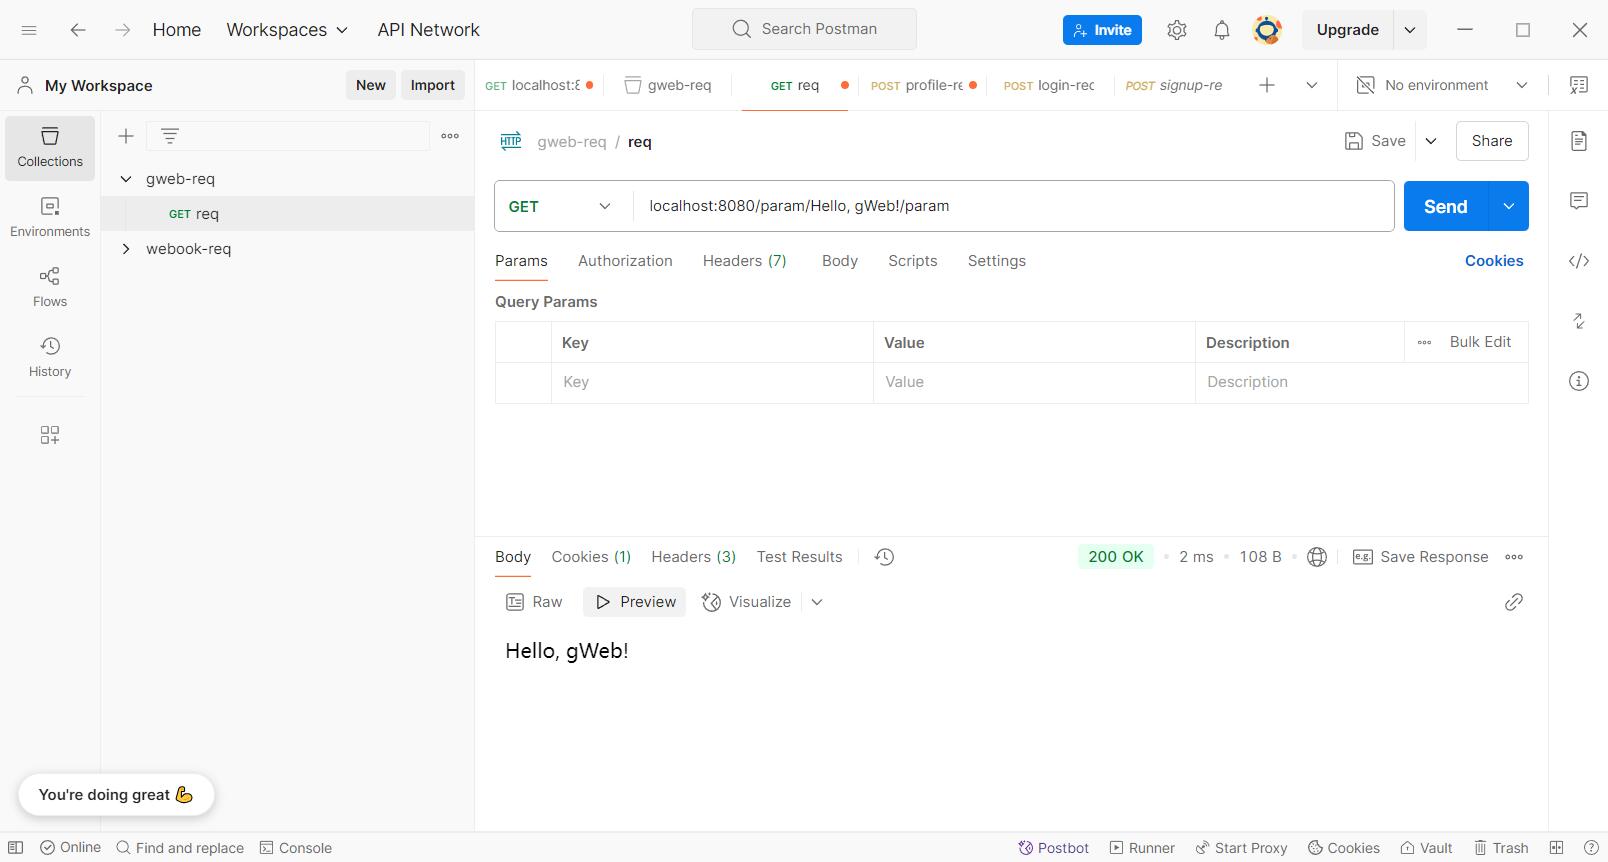 Home Workspaces API Network Search Postman Invite Upgrade
My Workspace New Import
GET localhost:8 gweb-req GET req POST profile-re POST login-rec POST signup-re No environment
Collections
Environments
Flows
History
gweb-req
GET req
webook-req
HTTP gweb-req / req Save Share
GET localhost:8080/param/Hello, gWeb!/param Send
Params Authorization Headers (7) Body Scripts Settings Cookies
Query Params
Key Value Description Bulk Edit
Key Value Description
Body Cookies (1) Headers (3) Test Results 200 OK 2 ms 108 B e.g. Save Response
Raw Preview Visualize
Hello, gWeb!
You're doing great 💪
Online Find and replace Console Postbot Runner Start Proxy Cookies Vault Trash